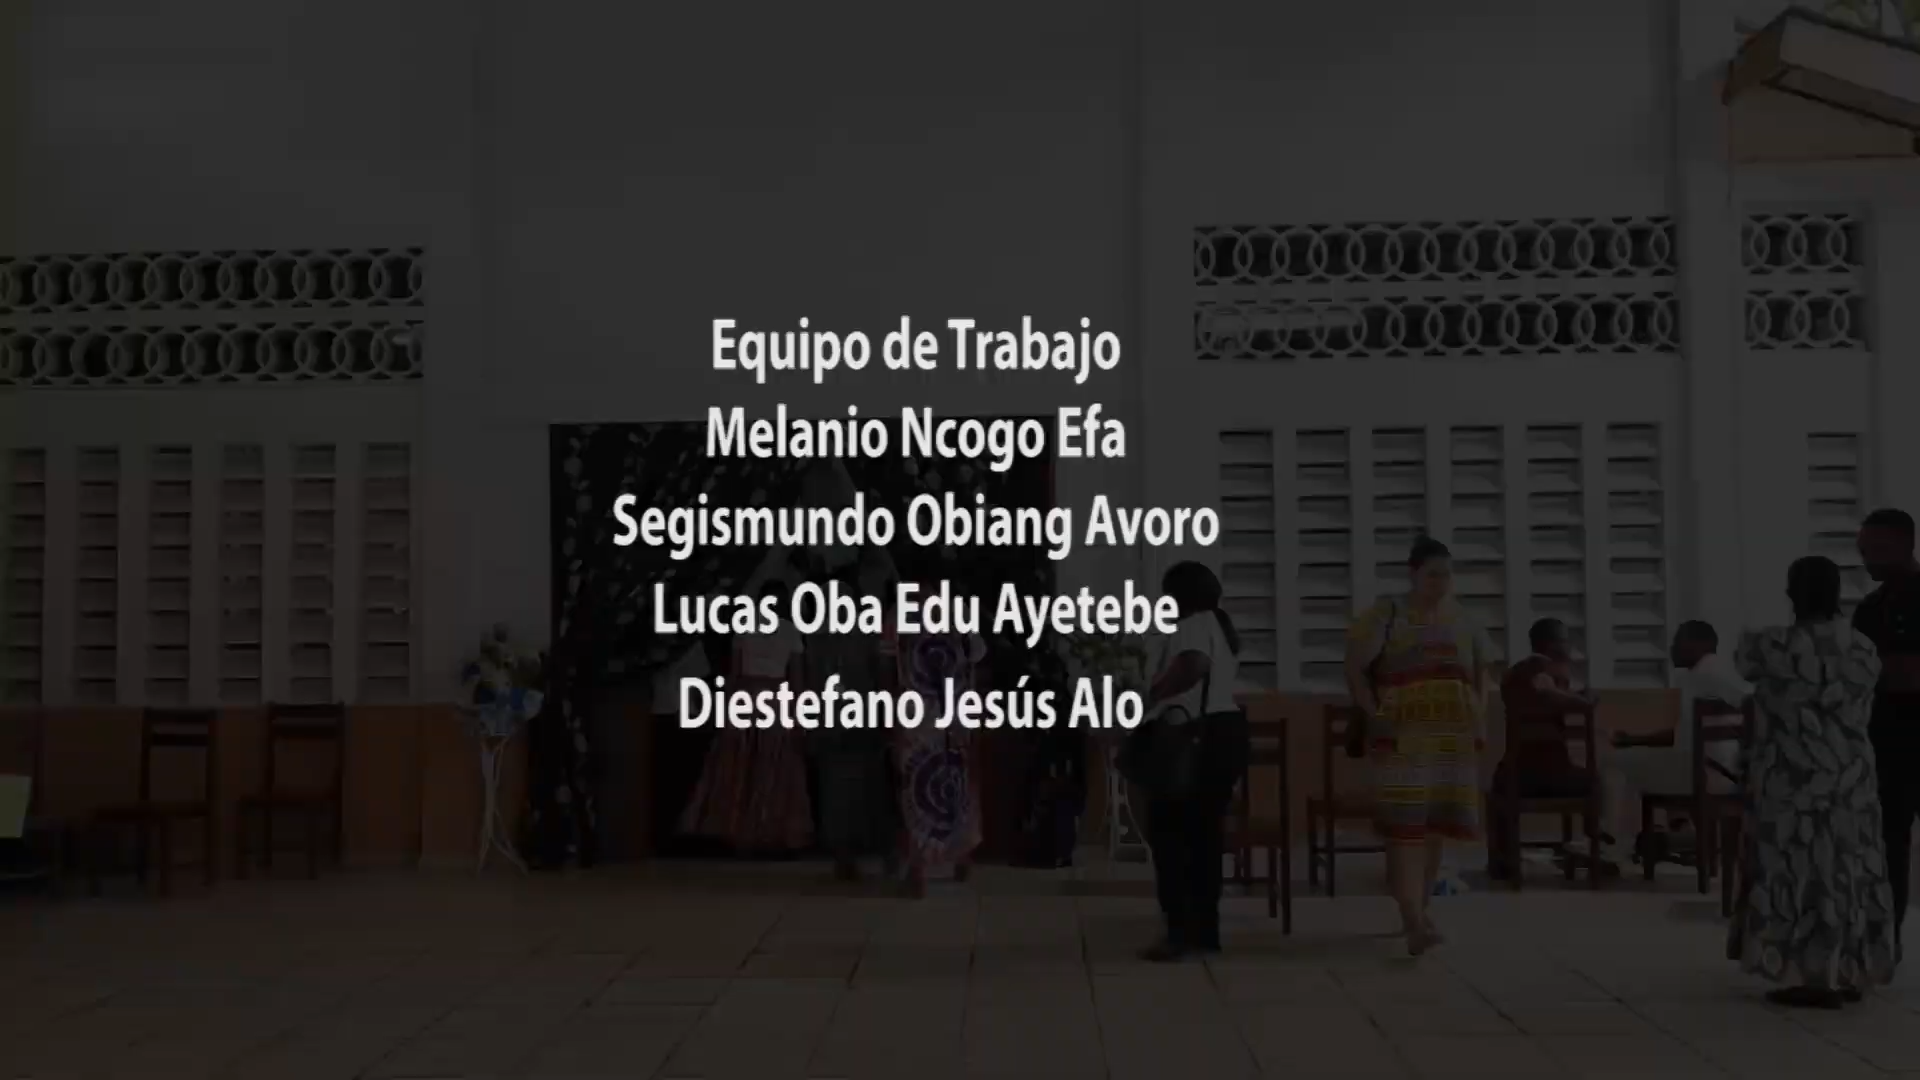 Equipo de Trabajo
Melanio Ncogo Efa
Segismundo Obiang Avoro
Lucas Oba Edu Ayetebe
Diestefano Jesús Alo